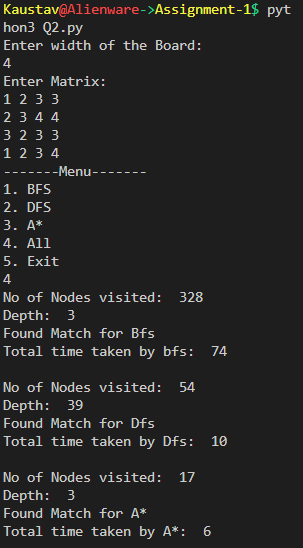 Kaustav@Alienware->Assignment-1$ pyt
hon3 Q2.py
Enter width of the Board:
4
Enter Matrix:
1 2 3 3
2 3 4 4
3 2 3 3
1 2 3 4
-------Menu-------
1. BFS
2. DFS
3. A*
4. All
5. Exit
4
No of Nodes visited:  328
Depth:  3
Found Match for Bfs
Total time taken by bfs:  74

No of Nodes visited:  54
Depth:  39
Found Match for Dfs
Total time taken by Dfs:  10

No of Nodes visited:  17
Depth:  3
Found Match for A*
Total time taken by A*:  6